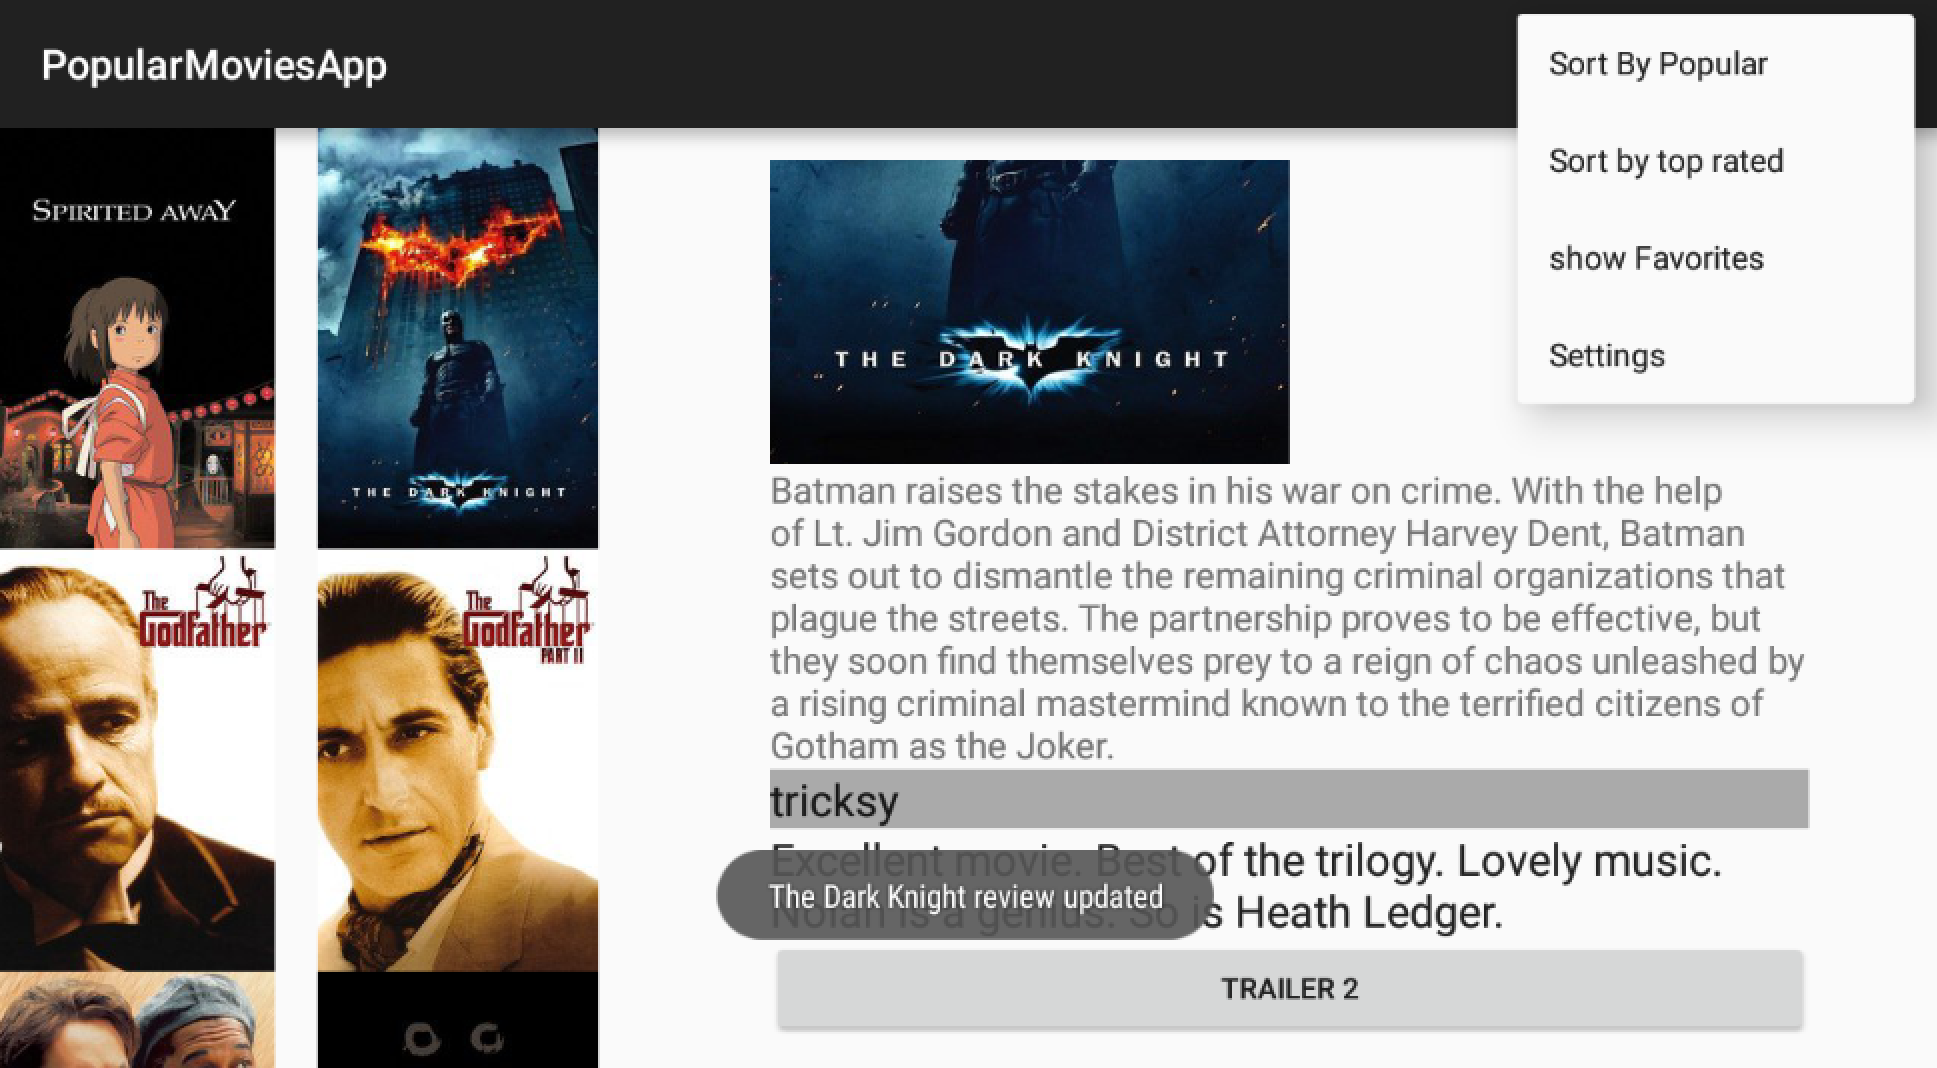 PopularMoviesApp
Sort By Popular
Sort by top rated
show Favorites
Settings
SPIRITED AWAY
THE DARK KNIGHT
The
Godfather
The
Godfather
PART II
THE DARK KNIGHT
Batman raises the stakes in his war on crime. With the help
of Lt. Jim Gordon and District Attorney Harvey Dent, Batman
sets out to dismantle the remaining criminal organizations that
plague the streets. The partnership proves to be effective, but
they soon find themselves prey to a reign of chaos unleashed by
a rising criminal mastermind known to the terrified citizens of
Gotham as the Joker.
tricksy
Excellent movie. Best of the trilogy. Lovely music.
Nolan is a genius. So is Heath Ledger.
The Dark Knight review updated
TRAILER 2